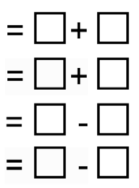 = □ + □
= □ + □
= □ - □
= □ - □